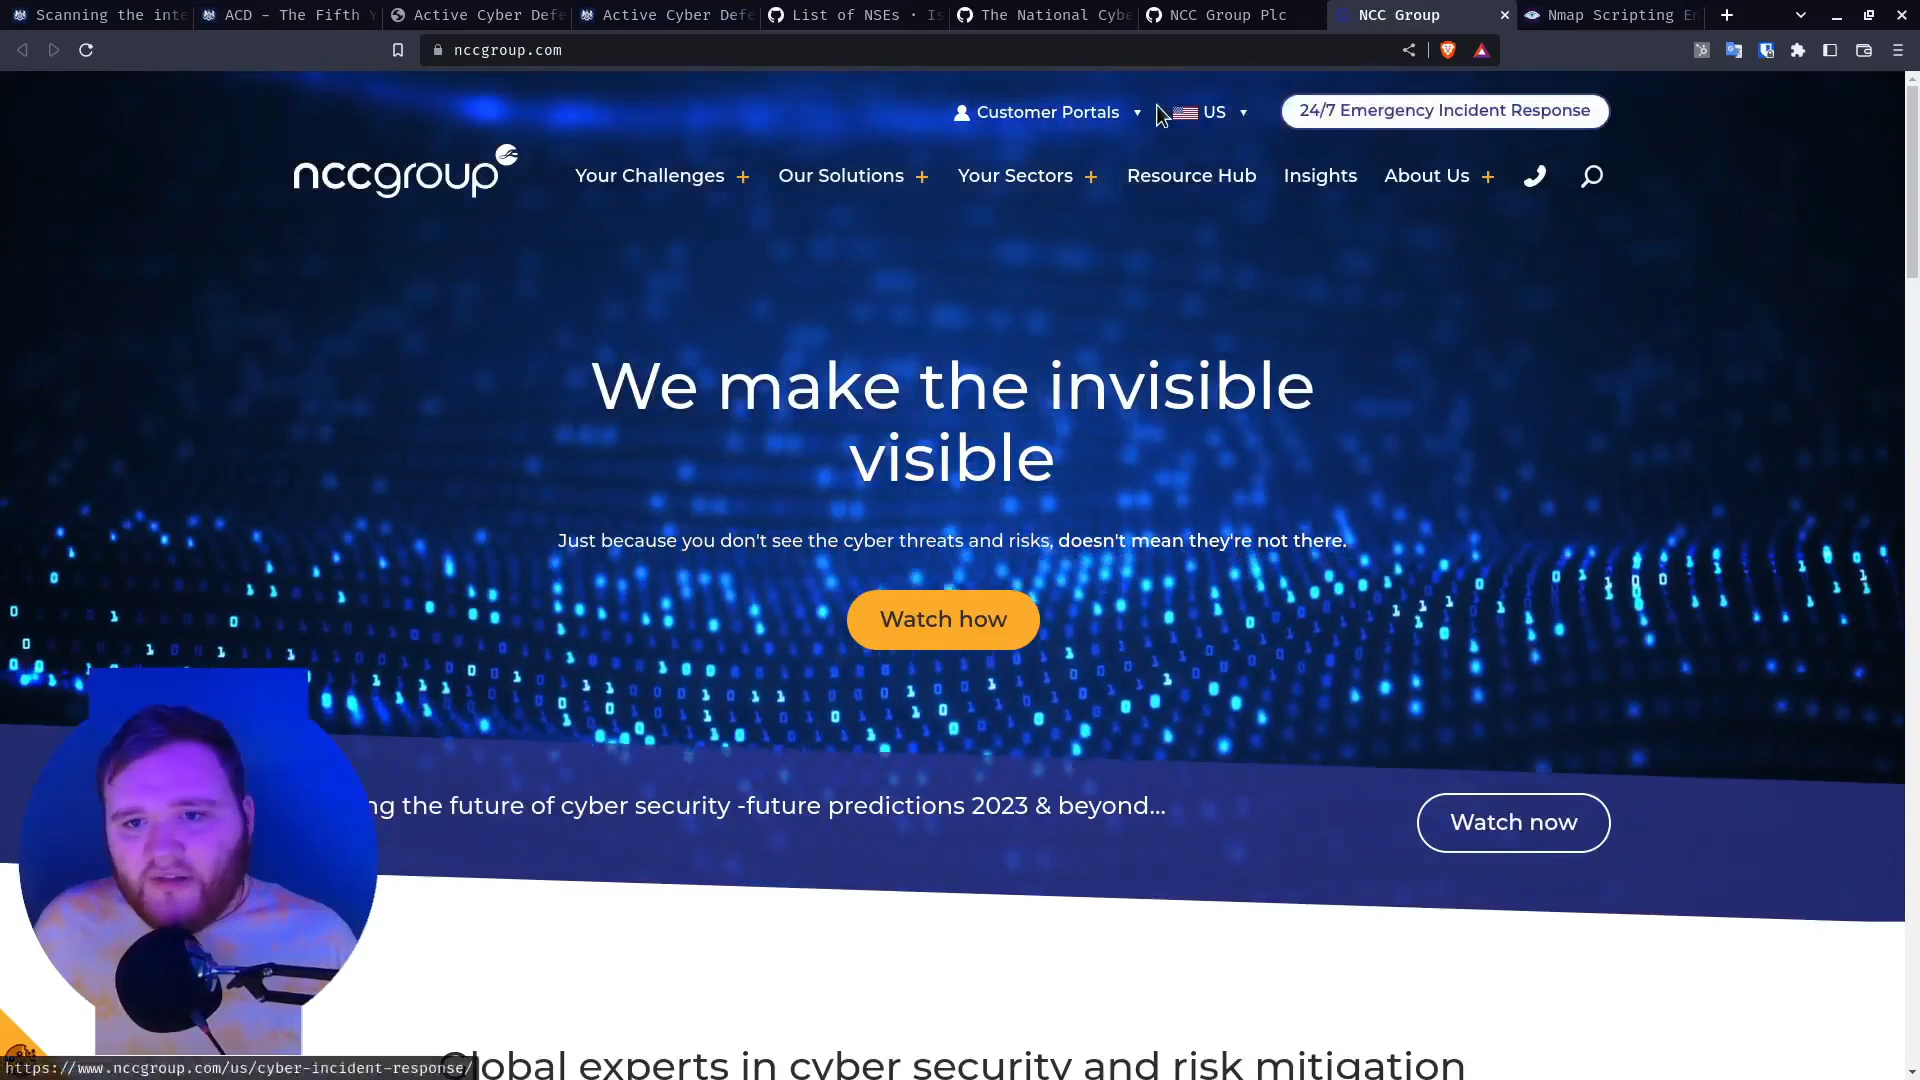 Scanning the inte
ACD – The Fifth Y
Active Cyber Defe
Active Cyber Defe
List of NSEs · Is
The National Cybe
NCC Group Plc
NCC Group
Nmap Scripting En
nccgroup.com
Customer Portals
US
24/7 Emergency Incident Response
nccgroup
Your Challenges +
Our Solutions +
Your Sectors +
Resource Hub
Insights
About Us +
We make the invisible
visible
Just because you don't see the cyber threats and risks, doesn't mean they're not there.
Watch how
ng the future of cyber security -future predictions 2023 & beyond...
Watch now
Global experts in cyber security and risk mitigation
https://www.nccgroup.com/us/cyber-incident-response/